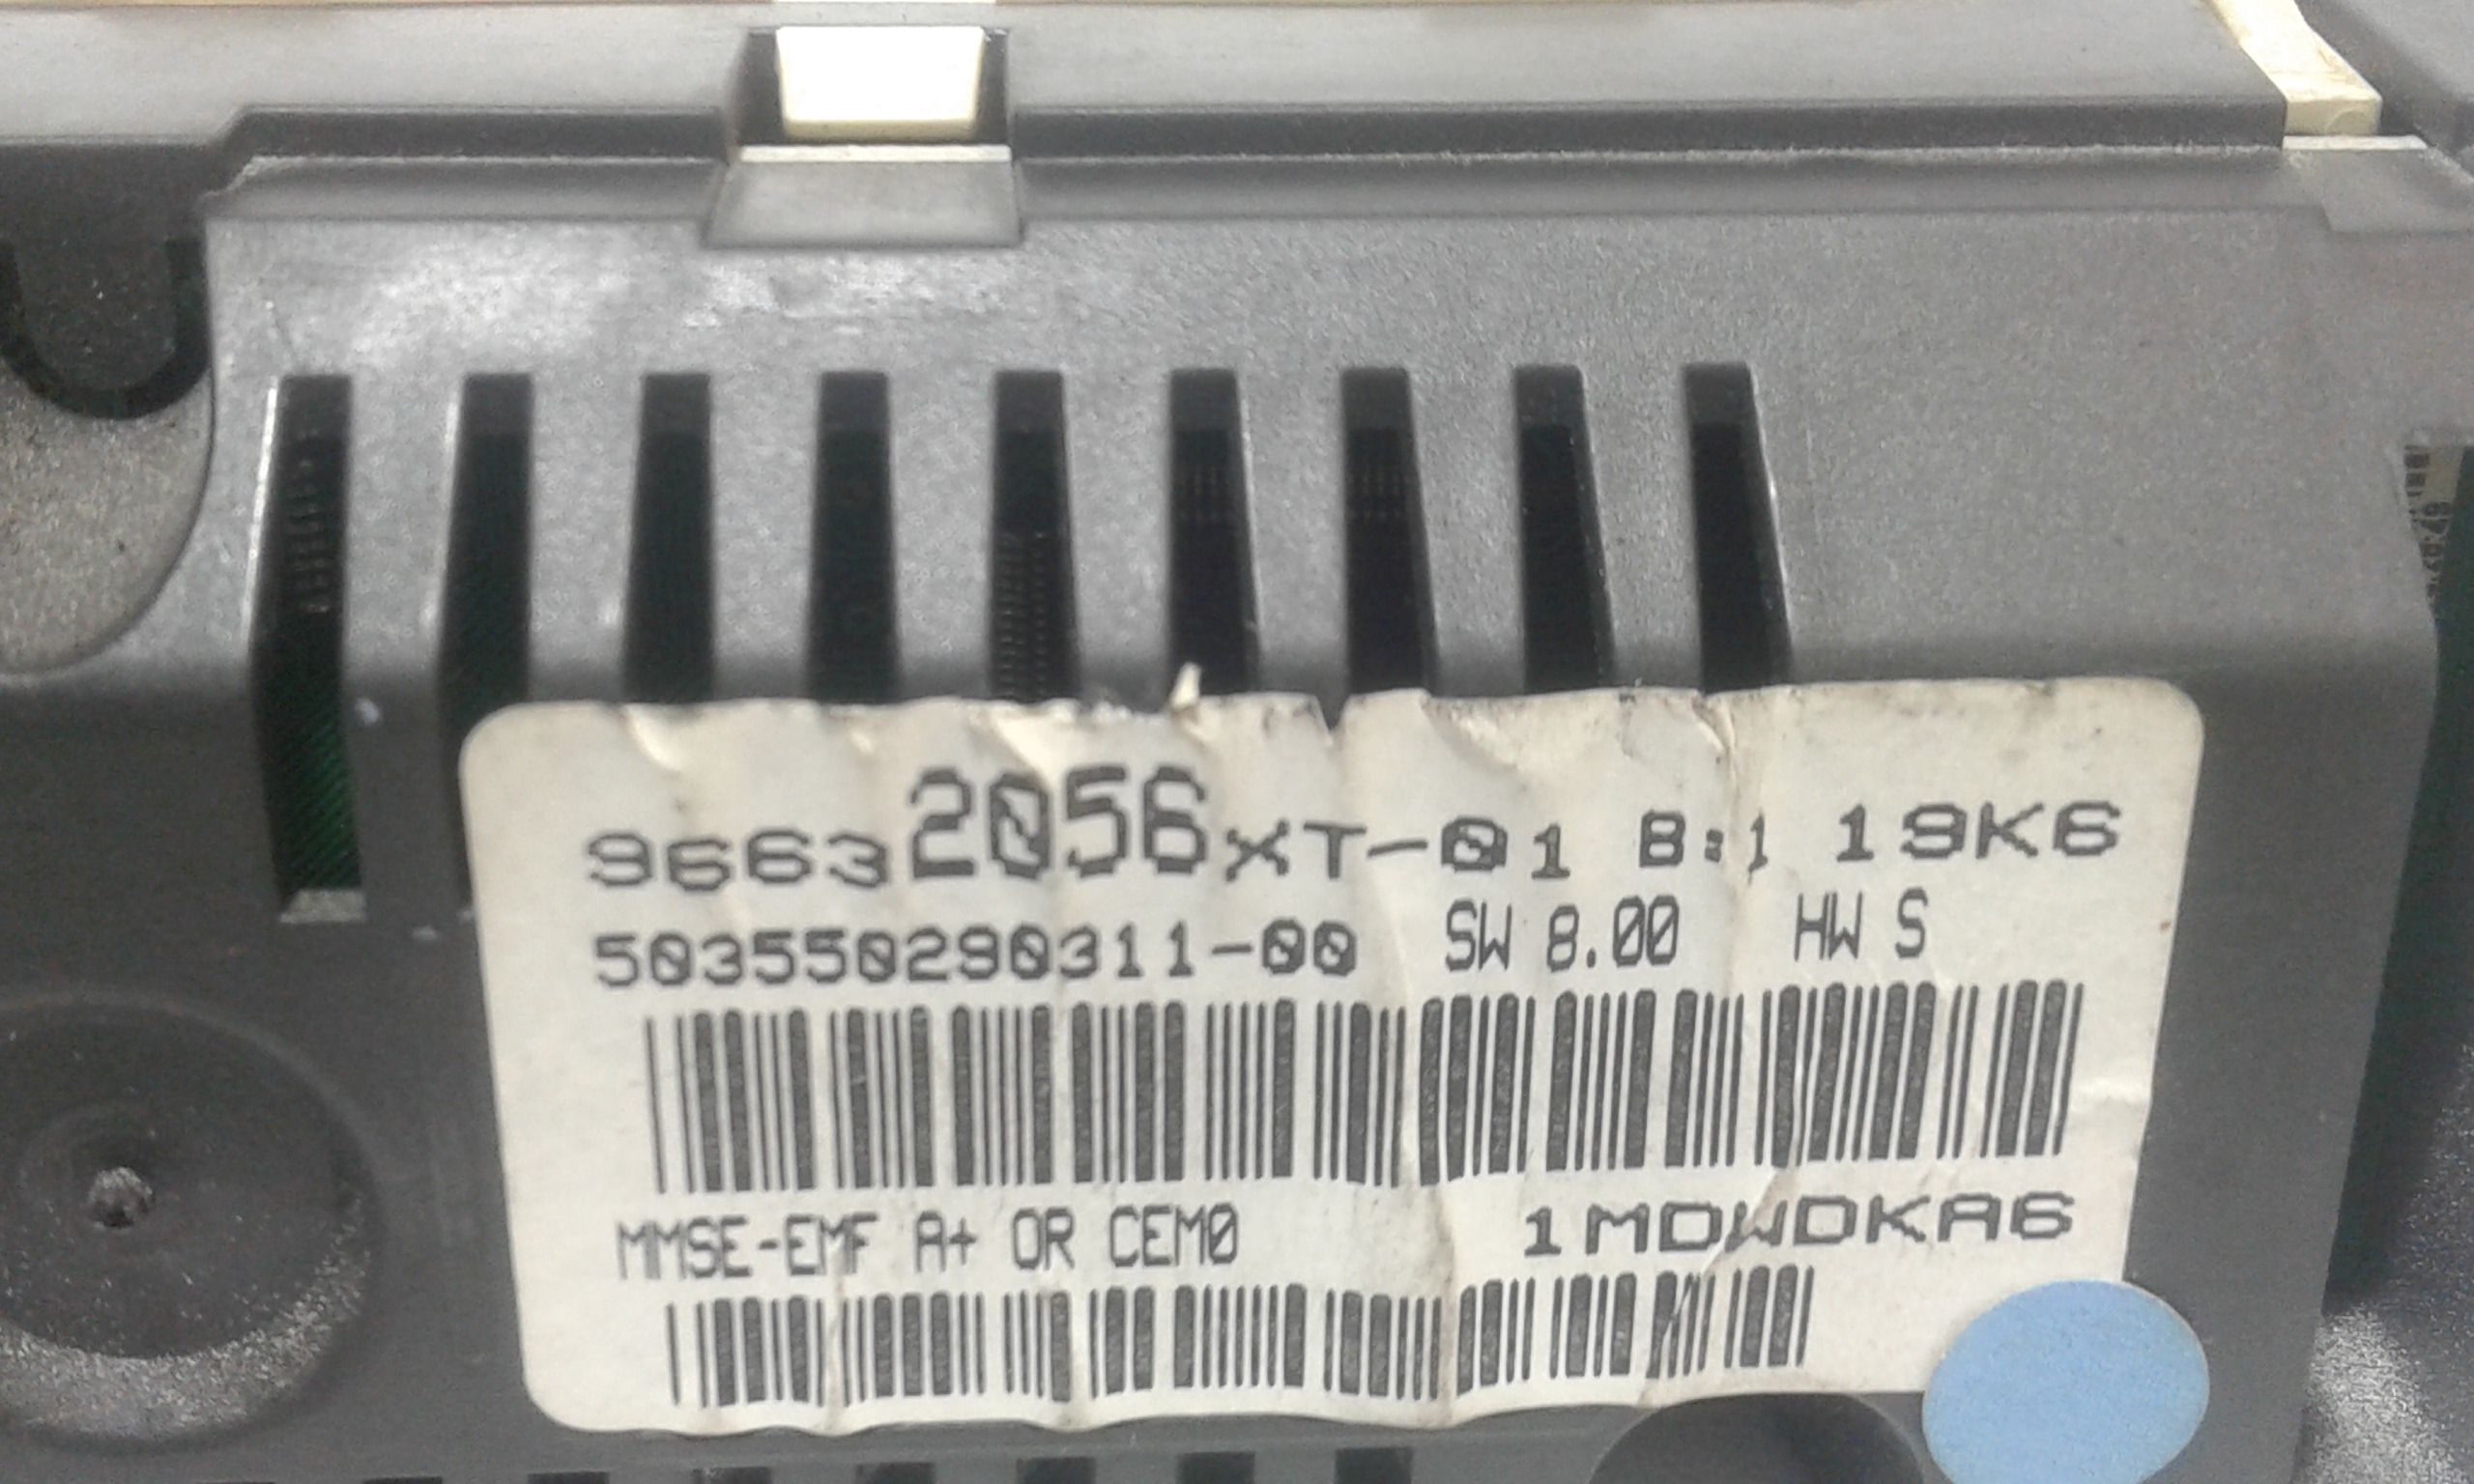 96632056XT-01 B:1 19K6
503550290311-00 SW 8.00 HW S
MMSE-EMF A+ OR CEM0 1MDWDKA6